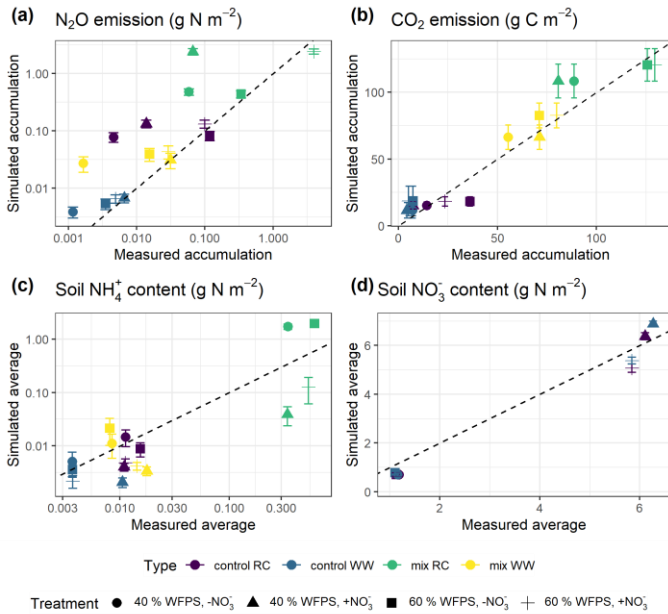 (a) N₂O emission (g N m⁻²)
Simulated accumulation
1.00
0.10
0.01
0.001 0.010 0.100 1.000
Measured accumulation
(b) CO₂ emission (g C m⁻²)
Simulated accumulation
100
50
0
0 50 100
Measured accumulation
(c) Soil NH₄⁺ content (g N m⁻²)
Simulated average
1.00
0.10
0.01
0.003 0.010 0.030 0.100 0.300
Measured average
(d) Soil NO₃⁻ content (g N m⁻²)
Simulated average
6
4
2
0
2 4 6
Measured average
Type control RC control WW mix RC mix WW
Treatment 40 % WFPS, -NO₃⁻ 40 % WFPS, +NO₃⁻ 60 % WFPS, -NO₃⁻ 60 % WFPS, +NO₃⁻